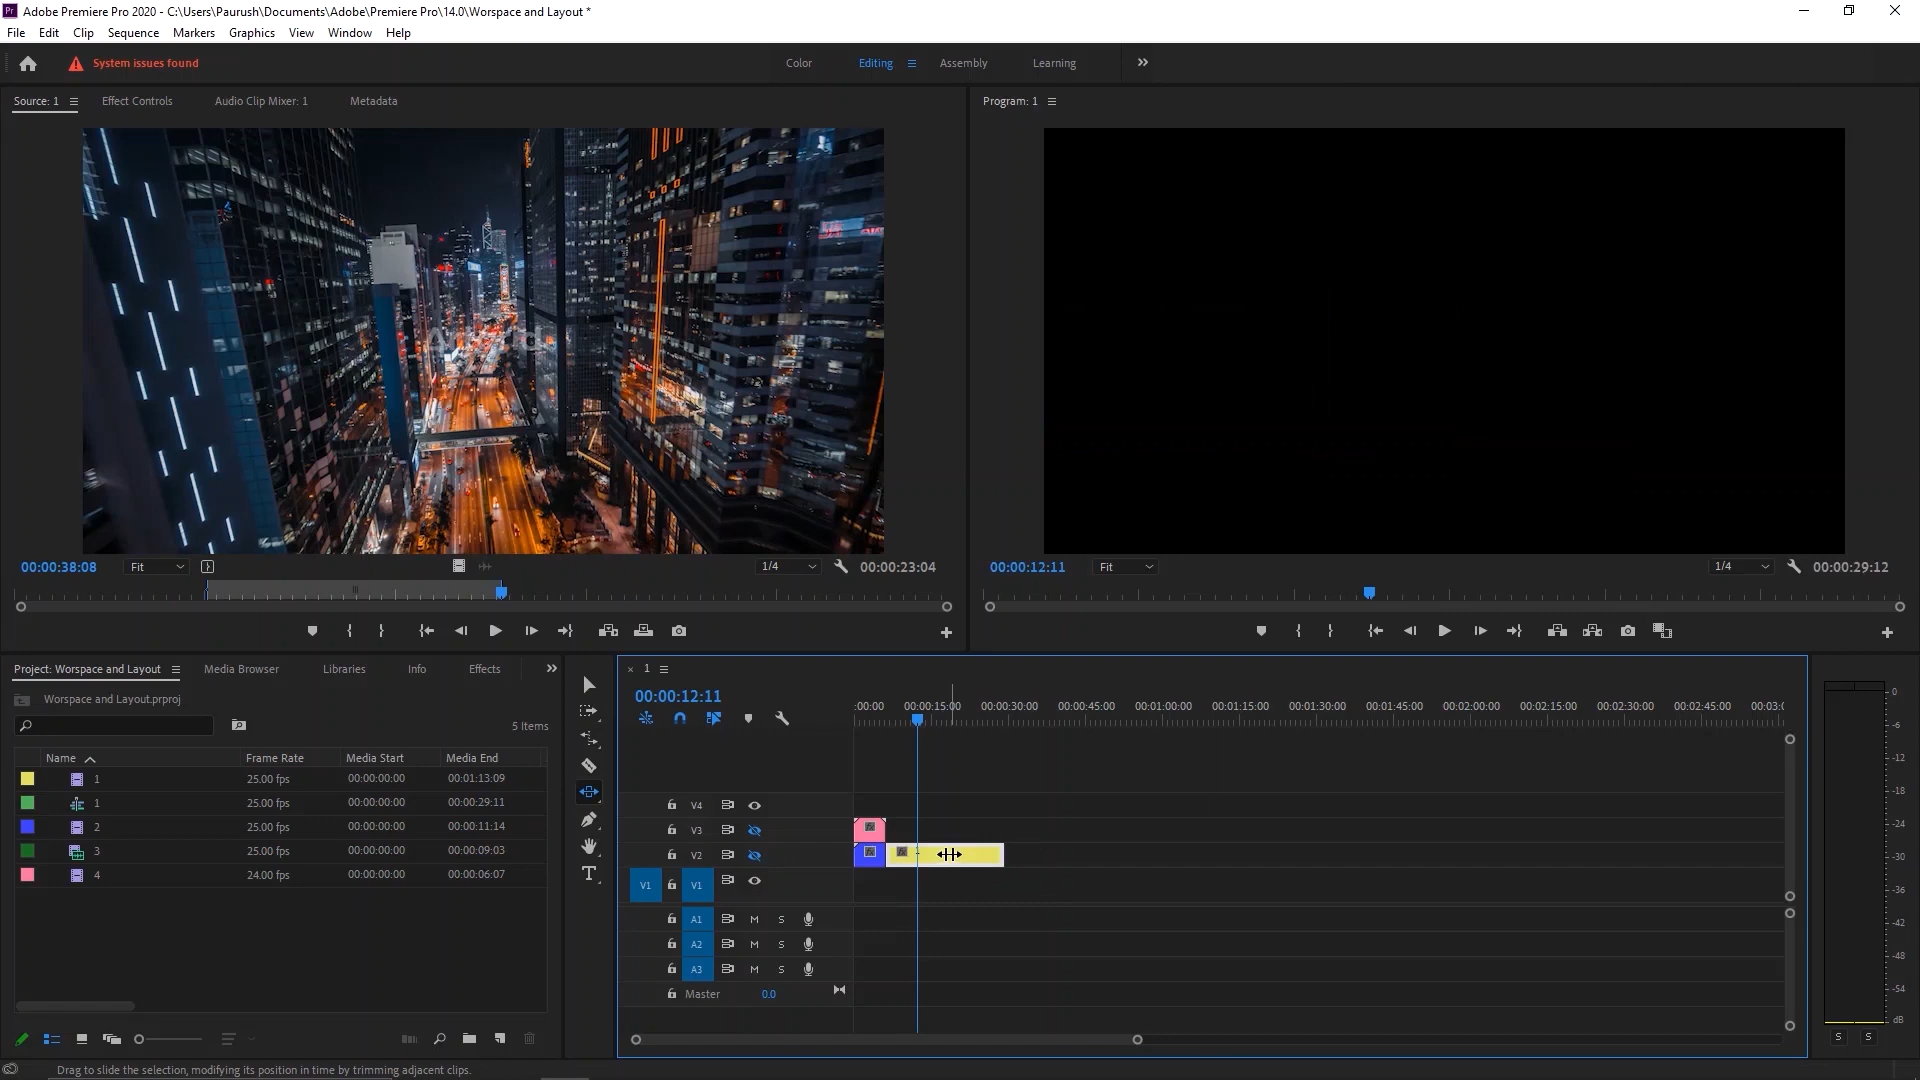 Pr Adobe Premiere Pro 2020 - C:\Users\Paurush\Documents\Adobe\Premiere Pro\14.0\Worspace and Layout *
File Edit Clip Sequence Markers Graphics View Window Help
System issues found
Color Editing Assembly Learning
Source: 1 Effect Controls Audio Clip Mixer: 1 Metadata
Program: 1
00:00:38:08 Fit 1/4 00:00:23:04
00:00:12:11 Fit 1/4 00:00:29:12
Project: Worspace and Layout Media Browser Libraries Info Effects
Worspace and Layout.prproj
5 Items
Name Frame Rate Media Start Media End
1 25.00 fps 00:00:00:00 00:01:13:09
1 25.00 fps 00:00:00:00 00:00:29:11
2 25.00 fps 00:00:00:00 00:00:11:14
3 25.00 fps 00:00:00:00 00:00:09:03
4 24.00 fps 00:00:00:00 00:00:06:07
× 1
00:00:12:11
:00:00 00:00:15:00 00:00:30:00 00:00:45:00 00:01:00:00 00:01:15:00 00:01:30:00 00:01:45:00 00:02:00:00 00:02:15:00 00:02:30:00 00:02:45:00 00:03:0
V4
V3 fx
V2 fx fx
V1 V1
A1 M S
A2 M S
A3 M S
Master 0.0
0
-6
-12
-18
-24
-30
-36
-42
-48
-54
dB
S S
Drag to slide the selection, modifying its position in time by trimming adjacent clips.